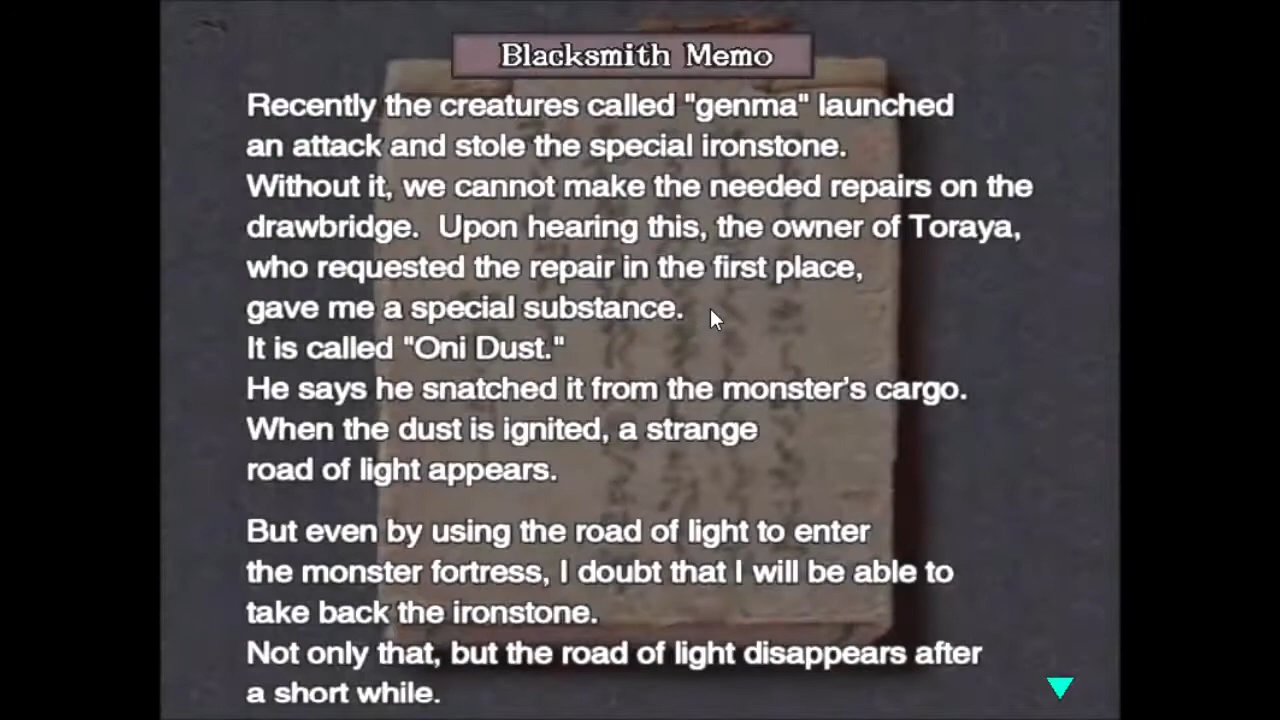 Blacksmith Memo
Recently the creatures called "genma" launched
an attack and stole the special ironstone.
Without it, we cannot make the needed repairs on the
drawbridge.  Upon hearing this, the owner of Toraya,
who requested the repair in the first place,
gave me a special substance.
It is called "Oni Dust."
He says he snatched it from the monster's cargo.
When the dust is ignited, a strange
road of light appears.
But even by using the road of light to enter
the monster fortress, I doubt that I will be able to
take back the ironstone.
Not only that, but the road of light disappears after
a short while.